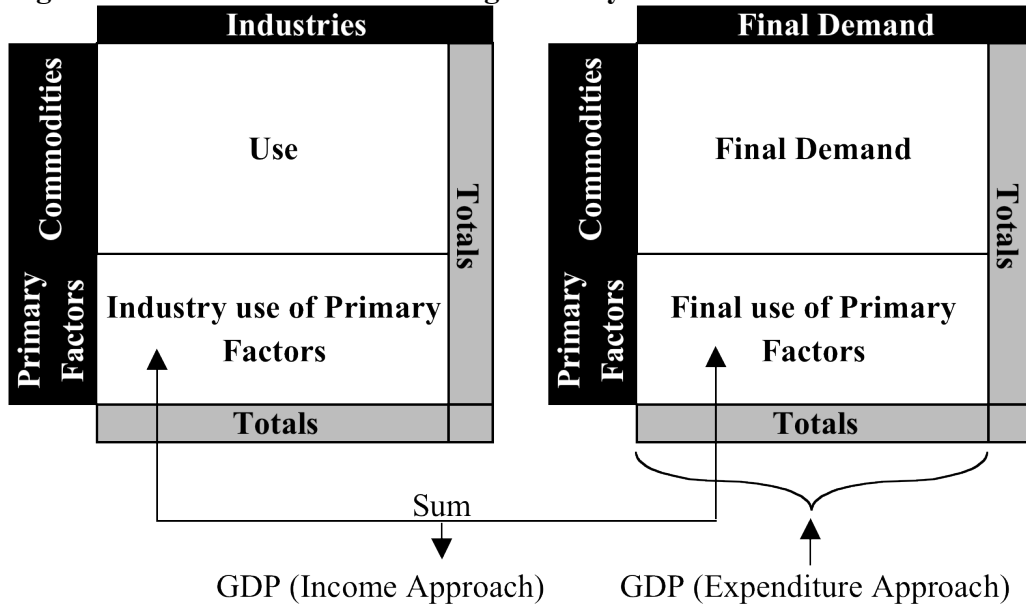 Industries
Commodities
Primary
Factors
Use
Industry use of Primary
Factors
Totals
Totals
Final Demand
Commodities
Primary
Factors
Final Demand
Final use of Primary
Factors
Totals
Totals
Sum
GDP (Income Approach)
GDP (Expenditure Approach)